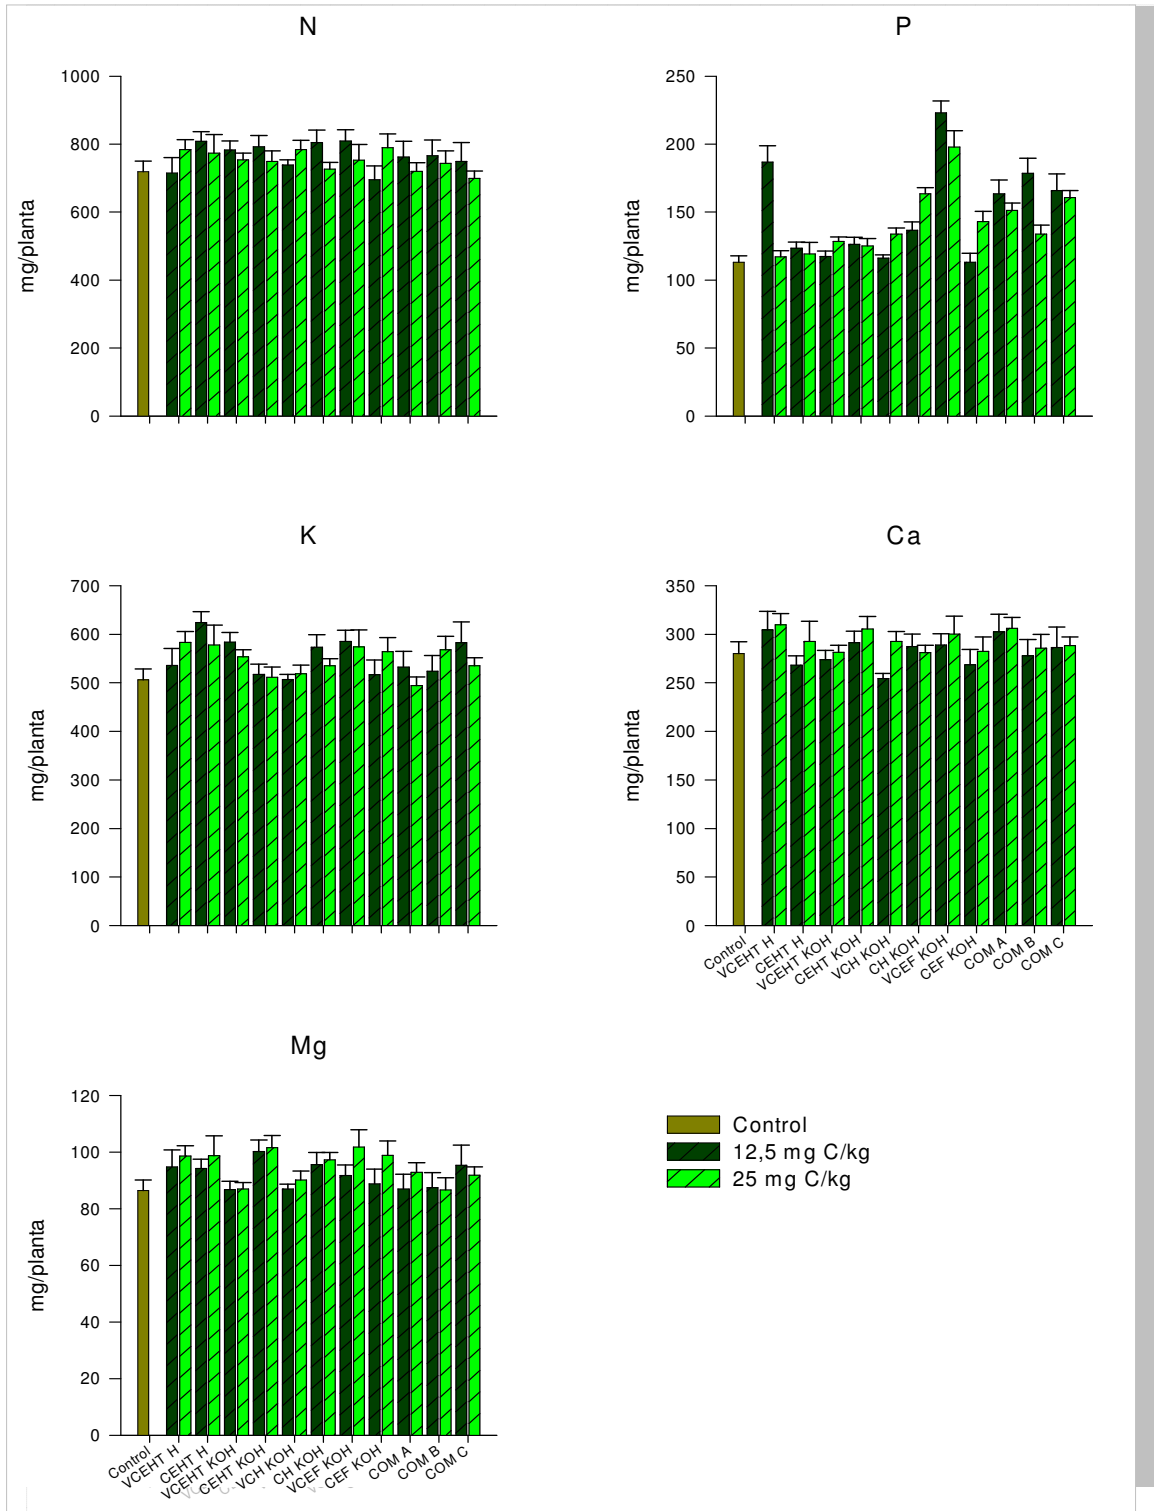 N
P
1000
800
600
400
200
0
mg/planta
250
200
150
100
50
0
mg/planta
K
Ca
700
600
500
400
300
200
100
0
mg/planta
350
300
250
200
150
100
50
0
mg/planta
Control
VCEHT H
CEHT H
VCEHT KOH
CEHT KOH
VCH KOH
CH KOH
VCEF KOH
CEF KOH
COM A
COM B
COM C
Mg
120
100
80
60
40
20
0
mg/planta
Control
VCEHT H
CEHT H
VCEHT KOH
CEHT KOH
VCH KOH
CH KOH
VCEF KOH
CEF KOH
COM A
COM B
COM C
Control
12,5 mg C/kg
25 mg C/kg